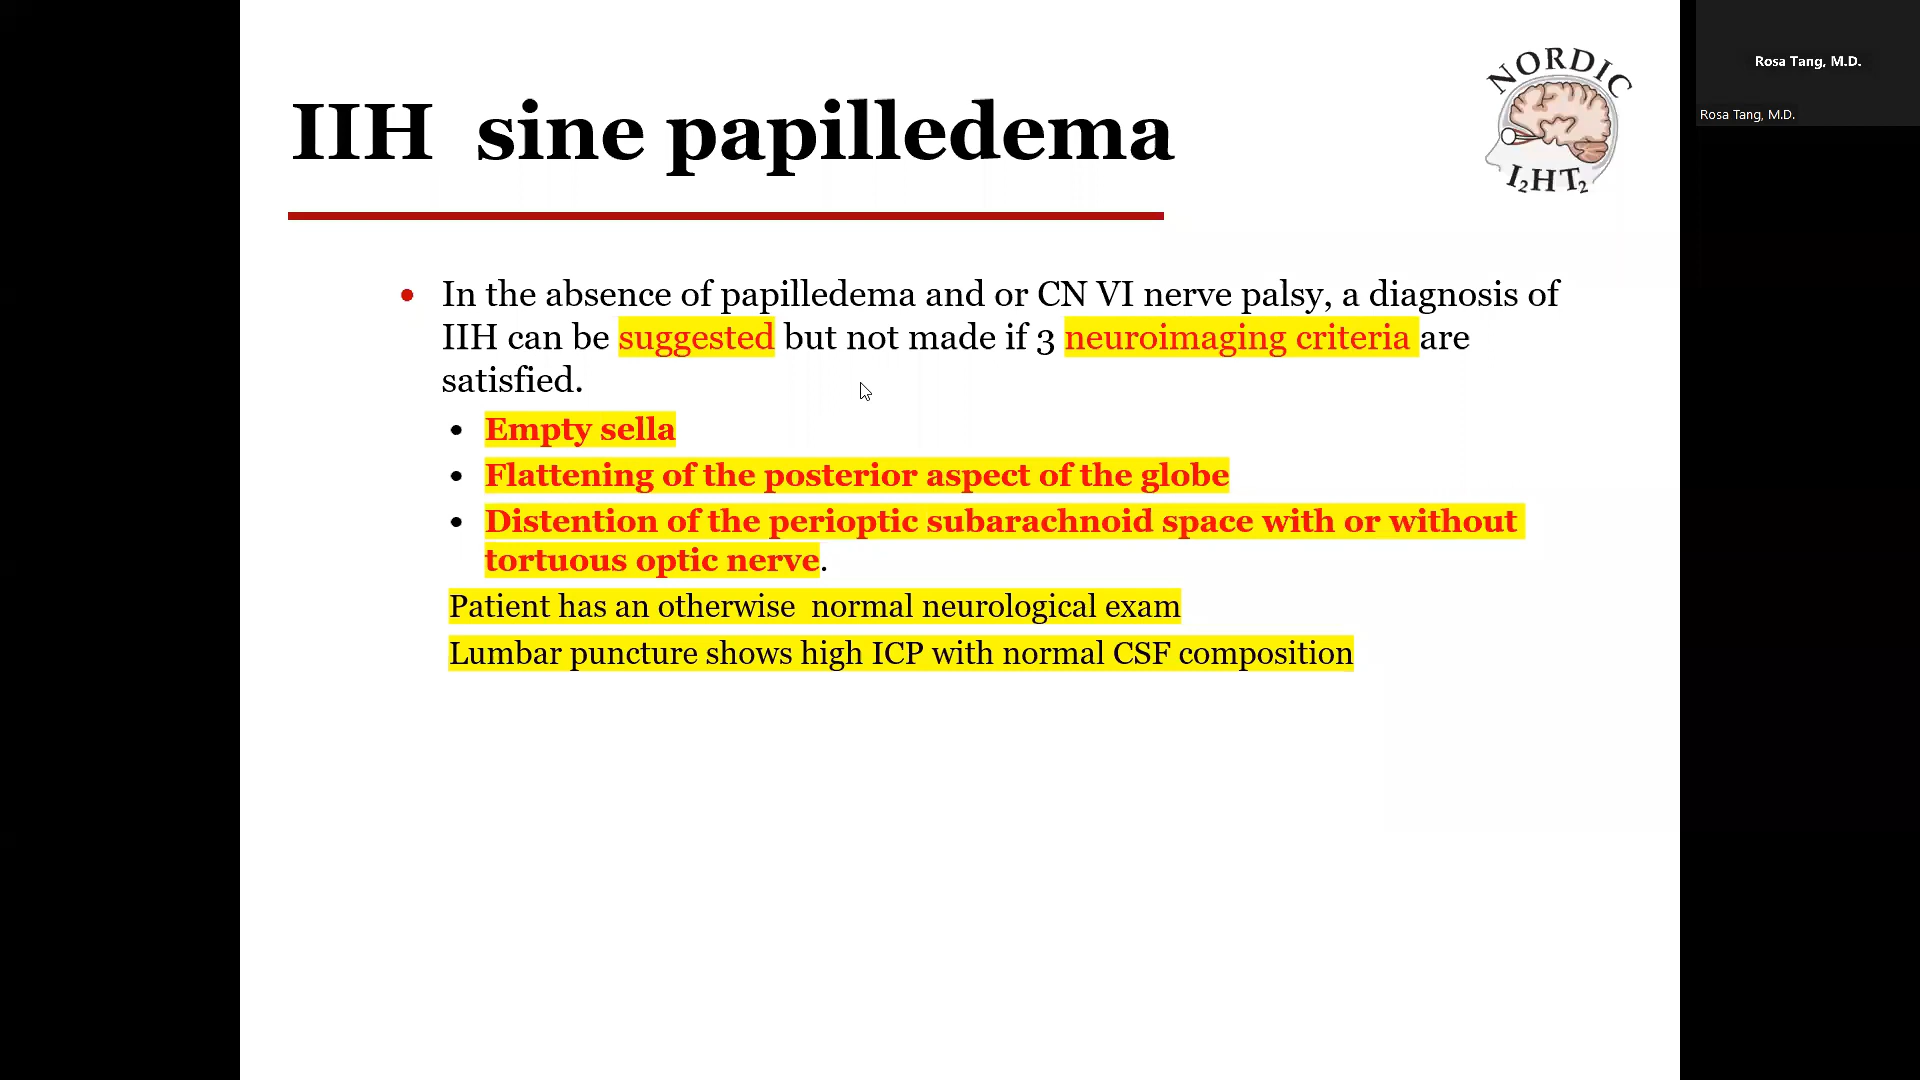 IIH sine papilledema
NORDIC
I2HT2
Rosa Tang, M.D.
Rosa Tang, M.D.
In the absence of papilledema and or CN VI nerve palsy, a diagnosis of
IIH can be suggested but not made if 3 neuroimaging criteria are
satisfied.
Empty sella
Flattening of the posterior aspect of the globe
Distention of the perioptic subarachnoid space with or without
tortuous optic nerve.
Patient has an otherwise normal neurological exam
Lumbar puncture shows high ICP with normal CSF composition